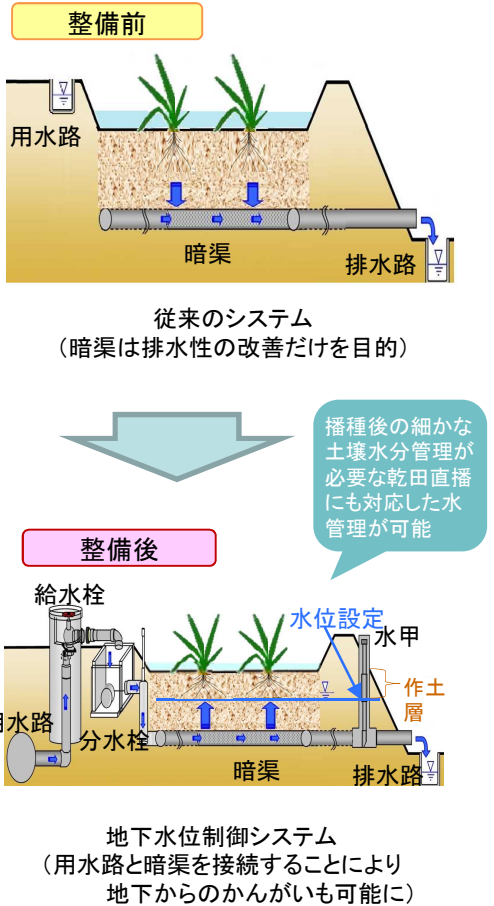 整備前
用水路
暗渠
排水路
従来のシステム
（暗渠は排水性の改善だけを目的）
播種後の細かな
土壌水分管理が
必要な乾田直播
にも対応した水
管理が可能
整備後
給水栓
水位設定
水甲
作土
層
用水路
分水栓
暗渠
排水路
地下水位制御システム
（用水路と暗渠を接続することにより
地下からのかんがいも可能に）